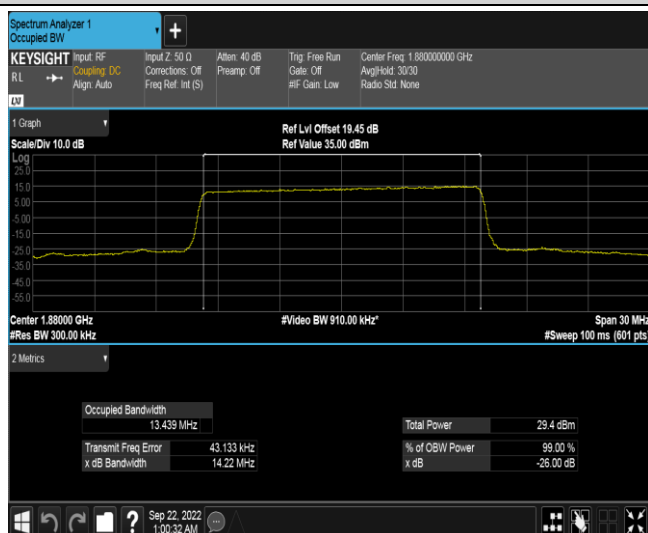 Spectrum Analyzer 1
Occupied BW
+
KEYSIGHT
RL
LXI
Input: RF
Coupling: DC
Align: Auto
Input Z: 50 Ω
Corrections: Off
Freq Ref: Int (S)
Atten: 40 dB
Preamp: Off
Trig: Free Run
Gate: Off
#IF Gain: Low
Center Freq: 1.880000000 GHz
Avg|Hold: 30/30
Radio Std: None
1 Graph
Scale/Div 10.0 dB
Ref Lvl Offset 19.45 dB
Ref Value 35.00 dBm
Log
25.0
15.0
5.00
-5.00
-15.0
-25.0
-35.0
-45.0
-55.0
Center 1.88000 GHz
#Res BW 300.00 kHz
#Video BW 910.00 kHz*
Span 30 MHz
#Sweep 100 ms (601 pts)
2 Metrics
Occupied Bandwidth
13.439 MHz
Transmit Freq Error 43.133 kHz
x dB Bandwidth 14.22 MHz
Total Power 29.4 dBm
% of OBW Power 99.00 %
x dB -26.00 dB
?
Sep 22, 2022
1:00:32 AM